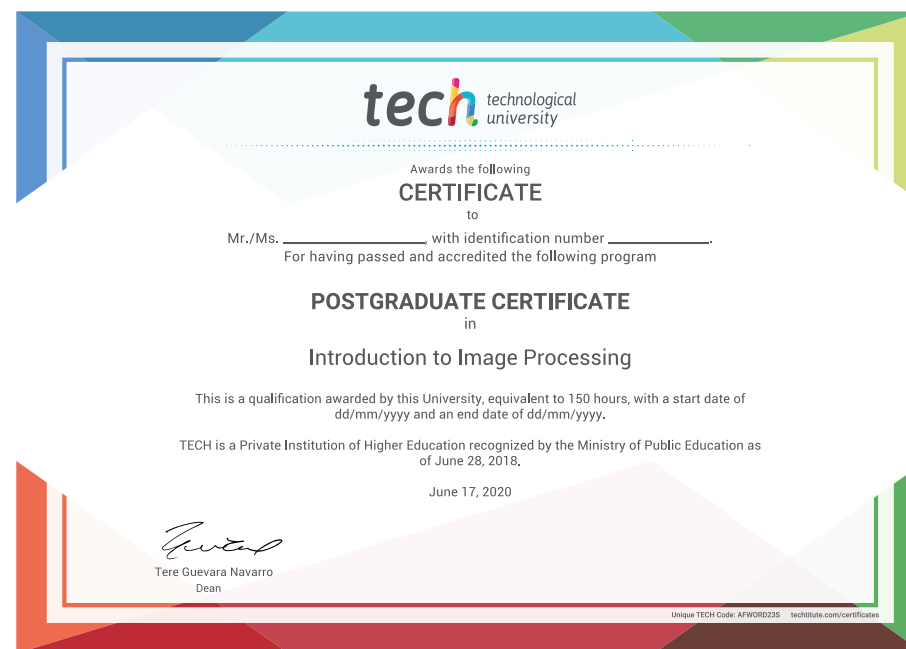 tech technological
university
Awards the following
CERTIFICATE
to
Mr./Ms. ____________________, with identification number ______________.
For having passed and accredited the following program
POSTGRADUATE CERTIFICATE
in
Introduction to Image Processing
This is a qualification awarded by this University, equivalent to 150 hours, with a start date of
dd/mm/yyyy and an end date of dd/mm/yyyy.
TECH is a Private Institution of Higher Education recognized by the Ministry of Public Education as
of June 28, 2018.
June 17, 2020
Tere Guevara Navarro
Dean
Unique TECH Code: AFWORD23S techtitute.com/certificates